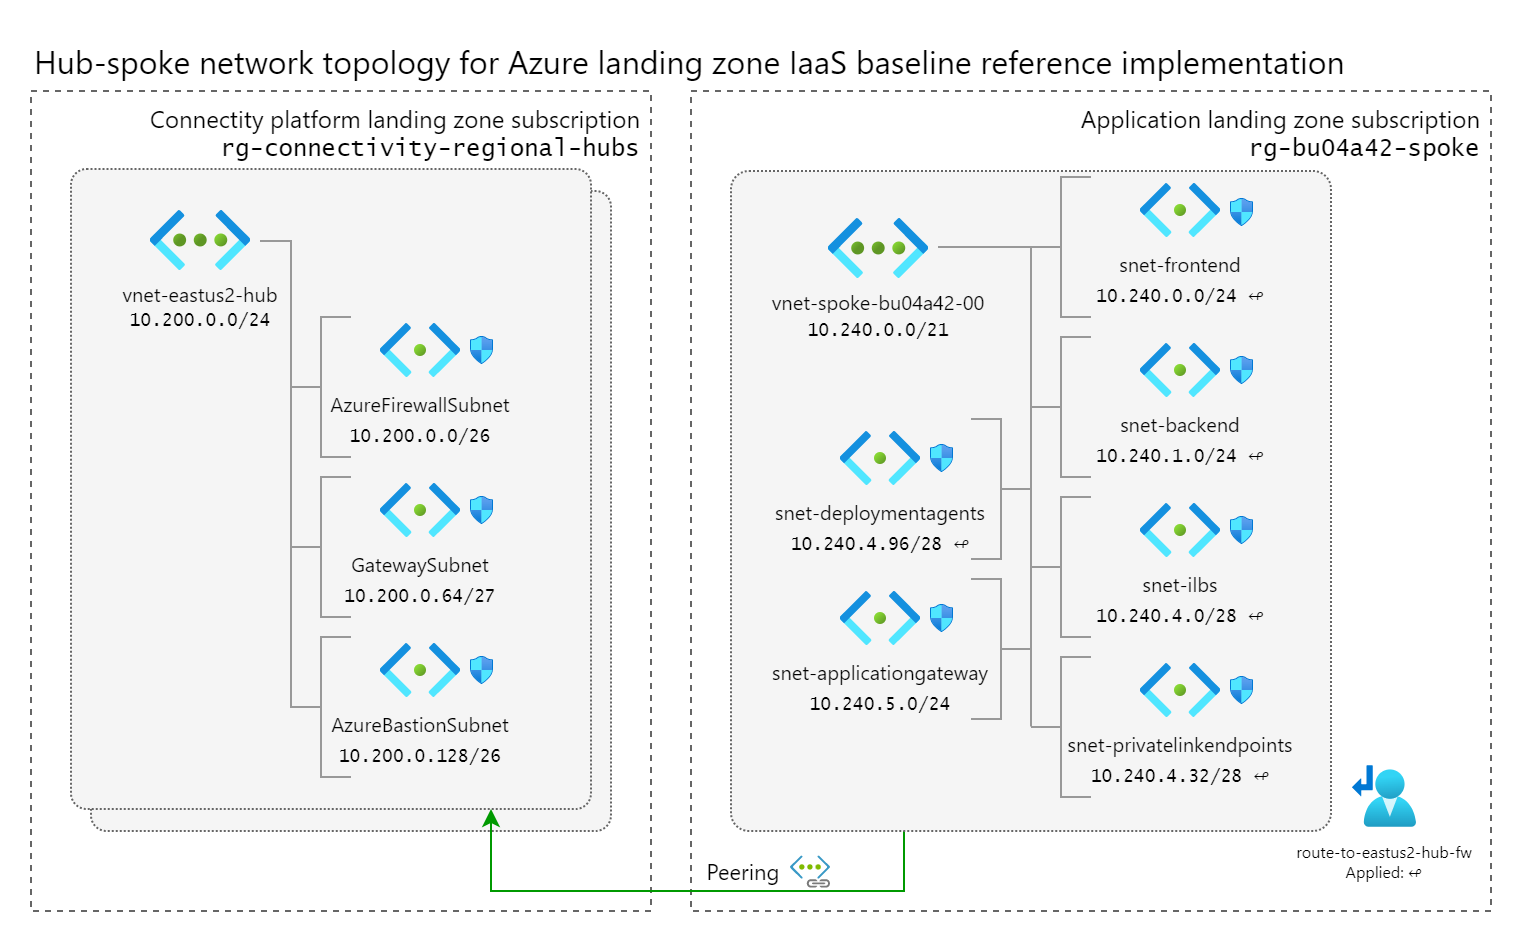 Hub-spoke network topology for Azure landing zone IaaS baseline reference implementation
Connectity platform landing zone subscription
rg-connectivity-regional-hubs
vnet-eastus2-hub
10.200.0.0/24
AzureFirewallSubnet
10.200.0.0/26
GatewaySubnet
10.200.0.64/27
AzureBastionSubnet
10.200.0.128/26
Application landing zone subscription
rg-bu04a42-spoke
vnet-spoke-bu04a42-00
10.240.0.0/21
snet-deploymentagents
10.240.4.96/28 ↫
snet-applicationgateway
10.240.5.0/24
snet-frontend
10.240.0.0/24 ↫
snet-backend
10.240.1.0/24 ↫
snet-ilbs
10.240.4.0/28 ↫
snet-privatelinkendpoints
10.240.4.32/28 ↫
Peering
route-to-eastus2-hub-fw
Applied: ↫